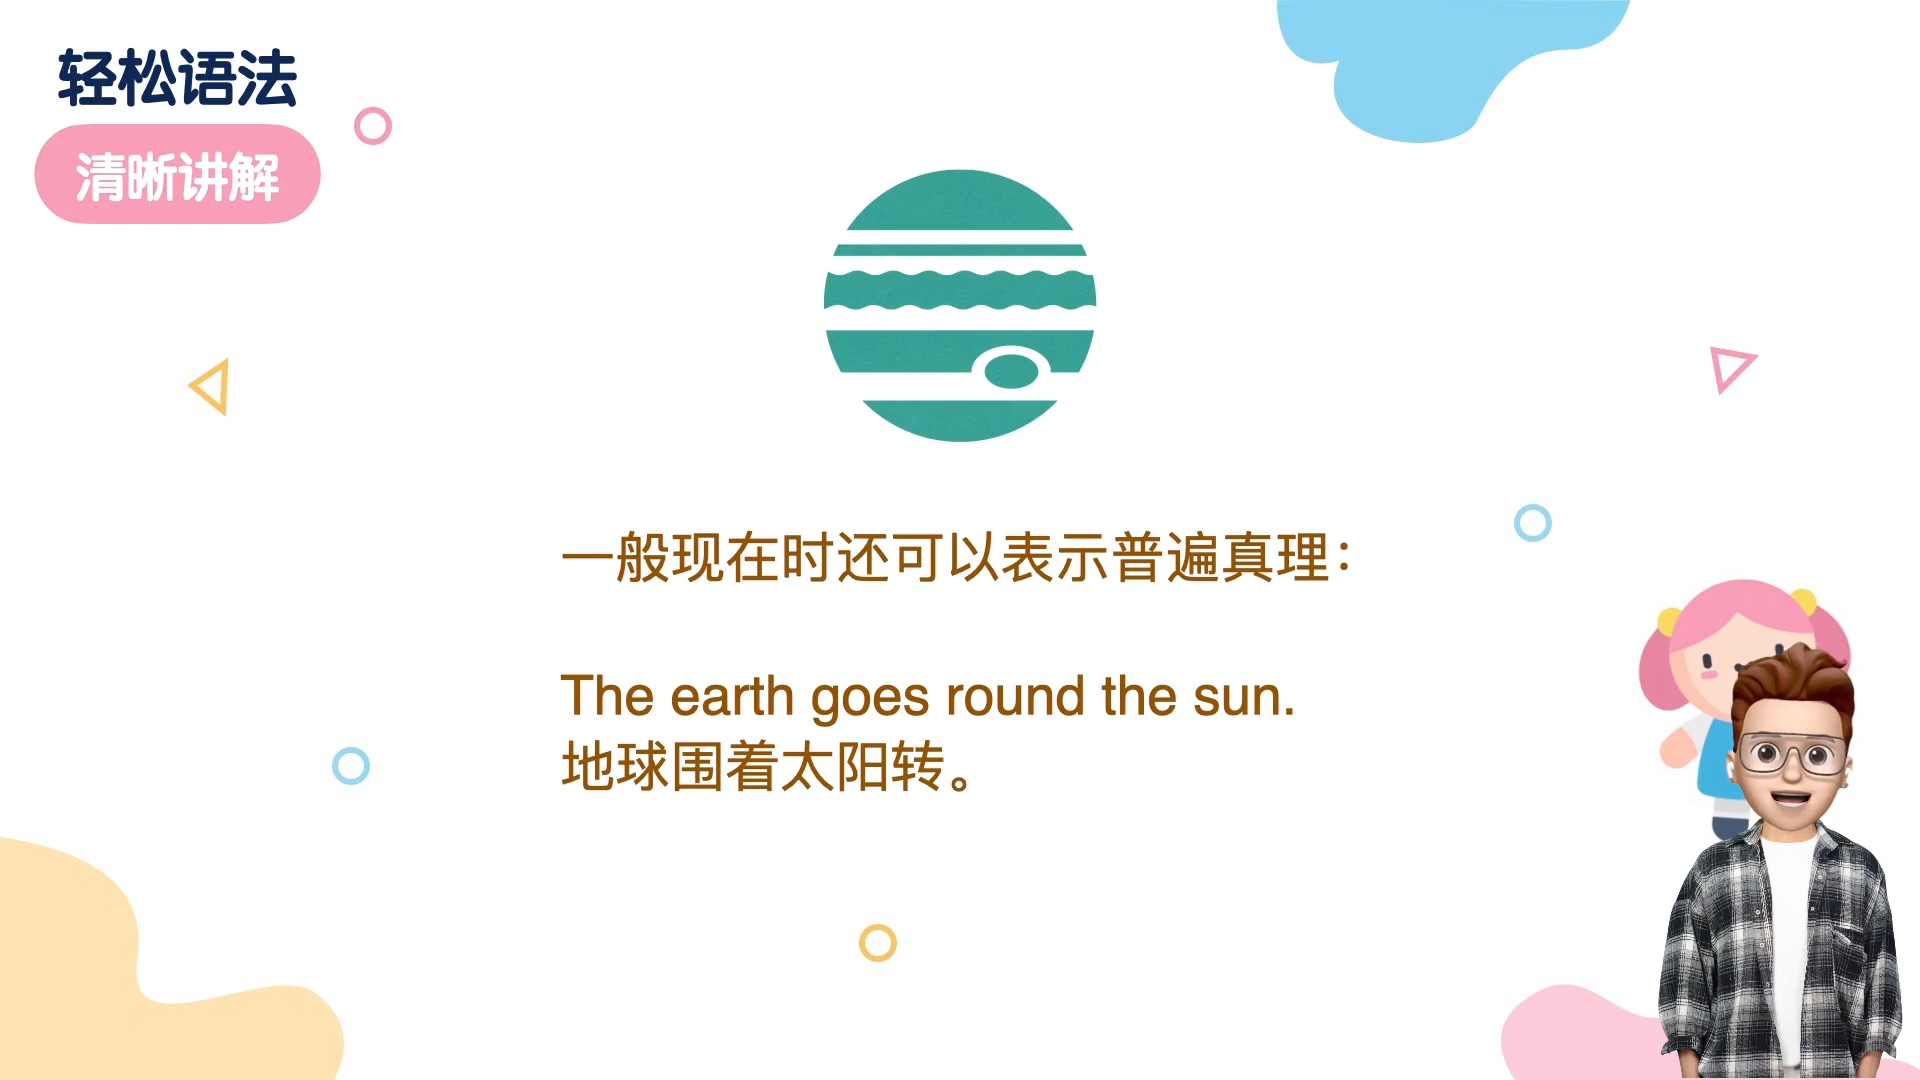 轻松语法
清晰讲解
一般现在时还可以表示普遍真理：
The earth goes round the sun.
地球围着太阳转。